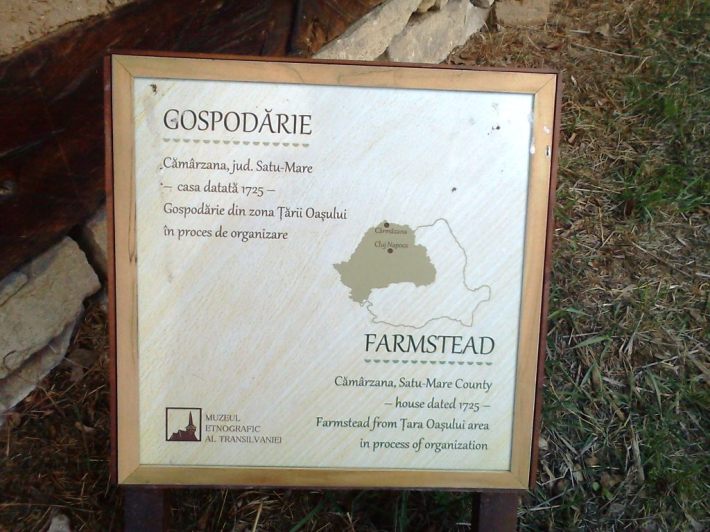 GOSPODĂRIE
Cămârzana, jud. Satu-Mare
– casa datată 1725 –
Gospodărie din zona Țării Oașului
în proces de organizare
Cămârzana
Cluj Napoca
FARMSTEAD
Cămârzana, Satu-Mare County
– house dated 1725 –
Farmstead from Țara Oașului area
in process of organization
MUZEUL
ETNOGRAFIC
AL TRANSILVANIEI